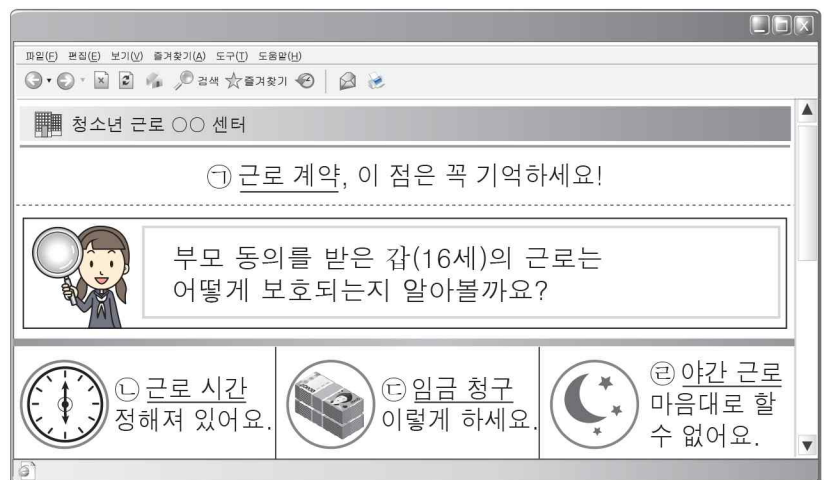 파일(F) 편집(E) 보기(V) 즐겨찾기(A) 도구(T) 도움말(H)
검색 즐겨찾기
청소년 근로 ○○ 센터
㉠ 근로 계약, 이 점은 꼭 기억하세요!
부모 동의를 받은 갑(16세)의 근로는
어떻게 보호되는지 알아볼까요?
㉡ 근로 시간
정해져 있어요.
㉢ 임금 청구
이렇게 하세요.
㉣ 야간 근로
마음대로 할
수 없어요.